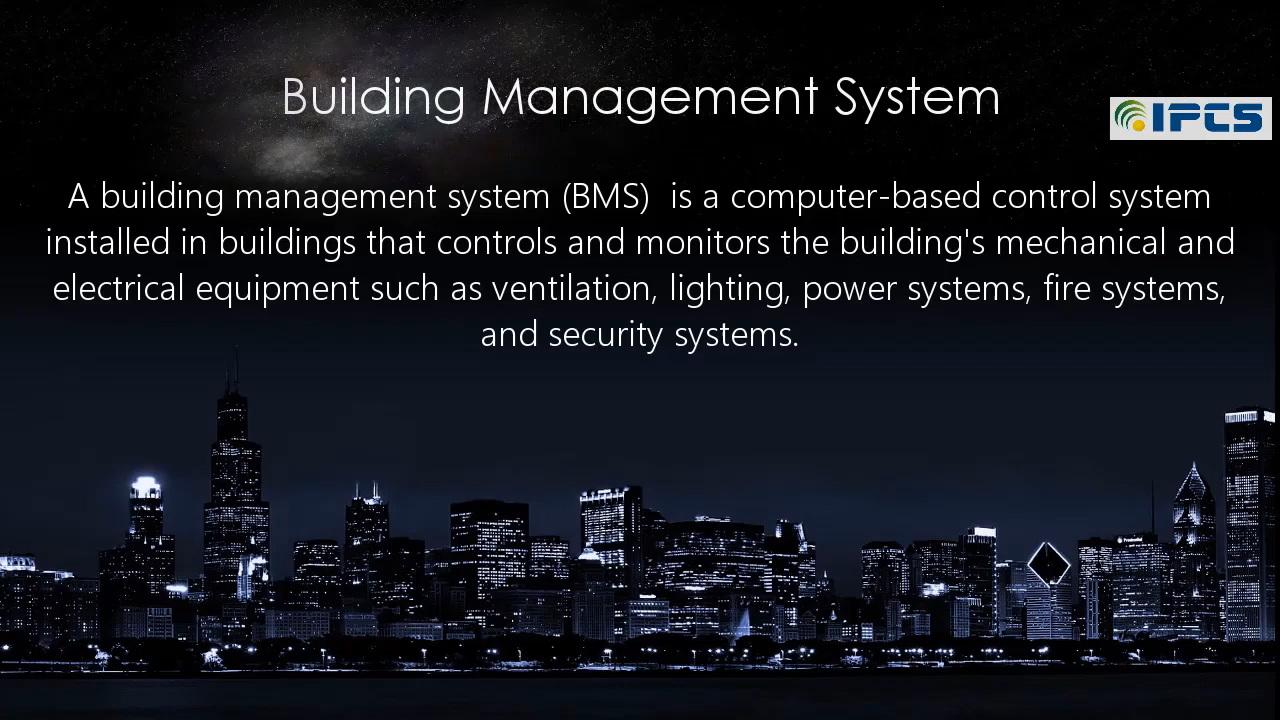 Building Management System
IPCS
A building management system (BMS)  is a computer-based control system
installed in buildings that controls and monitors the building's mechanical and
electrical equipment such as ventilation, lighting, power systems, fire systems,
and security systems.
Prudential